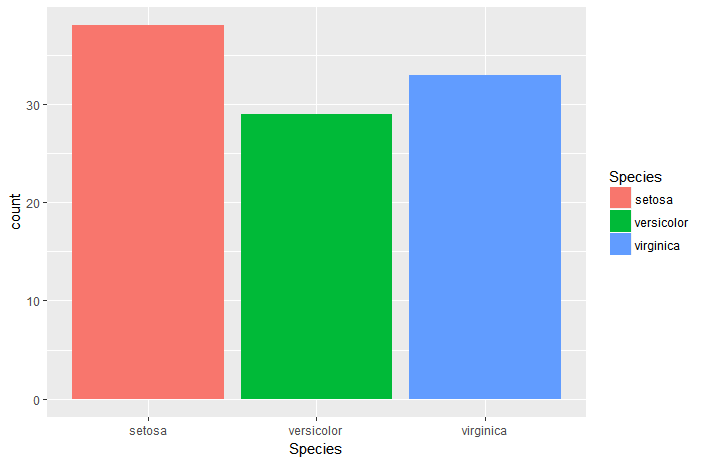 30
20
10
0
count
setosa versicolor virginica
Species
Species
setosa
versicolor
virginica